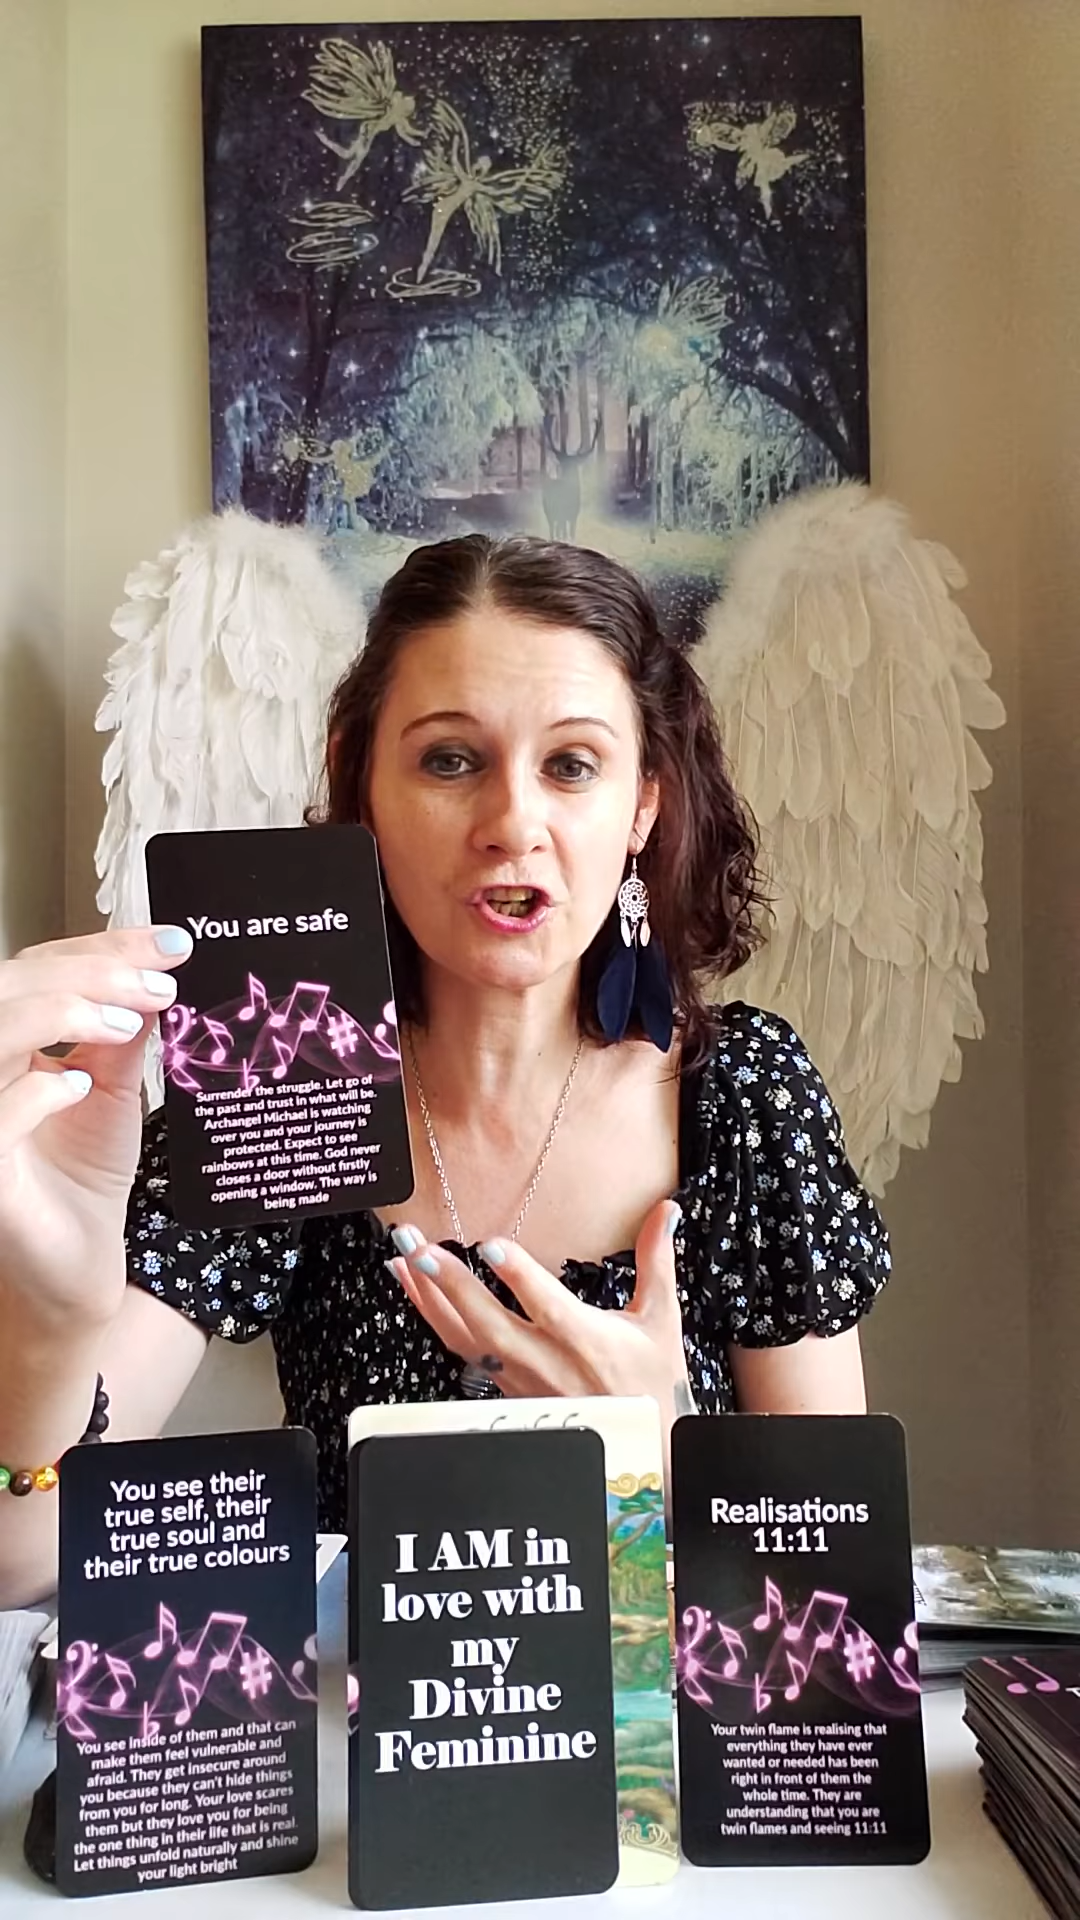 You are safe
Surrender the struggle. Let go of
the past and trust in what will be.
Archangel Michael is watching
over you and your journey is
protected. Expect to see
rainbows at this time. God never
closes a door without firstly
opening a window. The way is
being made
You see their
true self, their
true soul and
their true colours
You see inside of them and that can
make them feel vulnerable and
afraid. They get insecure around
you because they can't hide things
from you for long. Your love scares
them but they love you for being
the one thing in their life that is real.
Let things unfold naturally and shine
your light bright
I AM in
love with
my
Divine
Feminine
Realisations
11:11
Your twin flame is realising that
everything they have ever
wanted or needed has been
right in front of them the
whole time. They are
understanding that you are
twin flames and seeing 11:11